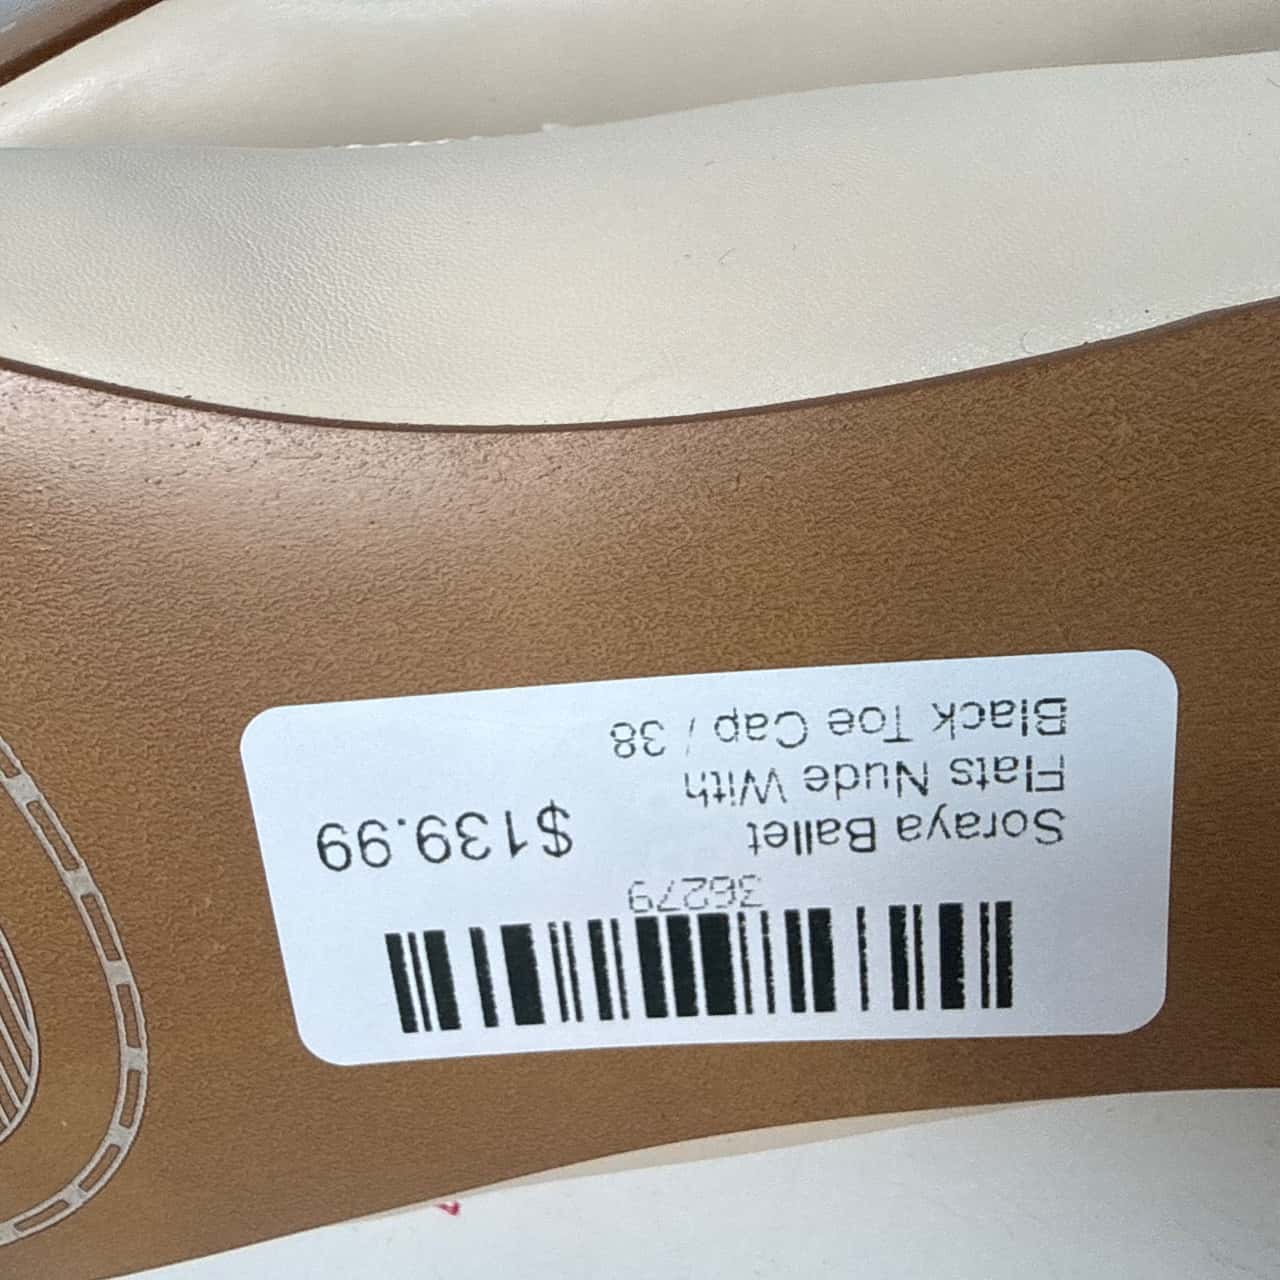 36279
Soraya Ballet
Flats Nude With
Black Toe Cap / 38
$139.99